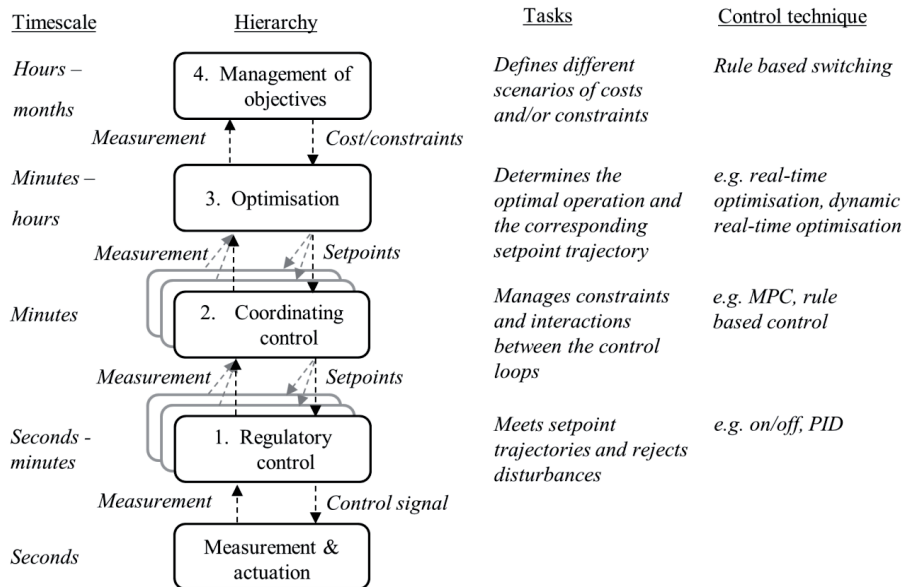 Timescale
Hierarchy
Tasks
Control technique
Hours –
months
4. Management of
objectives
Defines different
scenarios of costs
and/or constraints
Rule based switching
Measurement
Cost/constraints
Minutes –
hours
3. Optimisation
Determines the
optimal operation and
the corresponding
setpoint trajectory
e.g. real-time
optimisation, dynamic
real-time optimisation
Measurement
Setpoints
Minutes
2. Coordinating
control
Manages constraints
and interactions
between the control
loops
e.g. MPC, rule
based control
Measurement
Setpoints
Seconds -
minutes
1. Regulatory
control
Meets setpoint
trajectories and rejects
disturbances
e.g. on/off, PID
Measurement
Control signal
Seconds
Measurement &
actuation